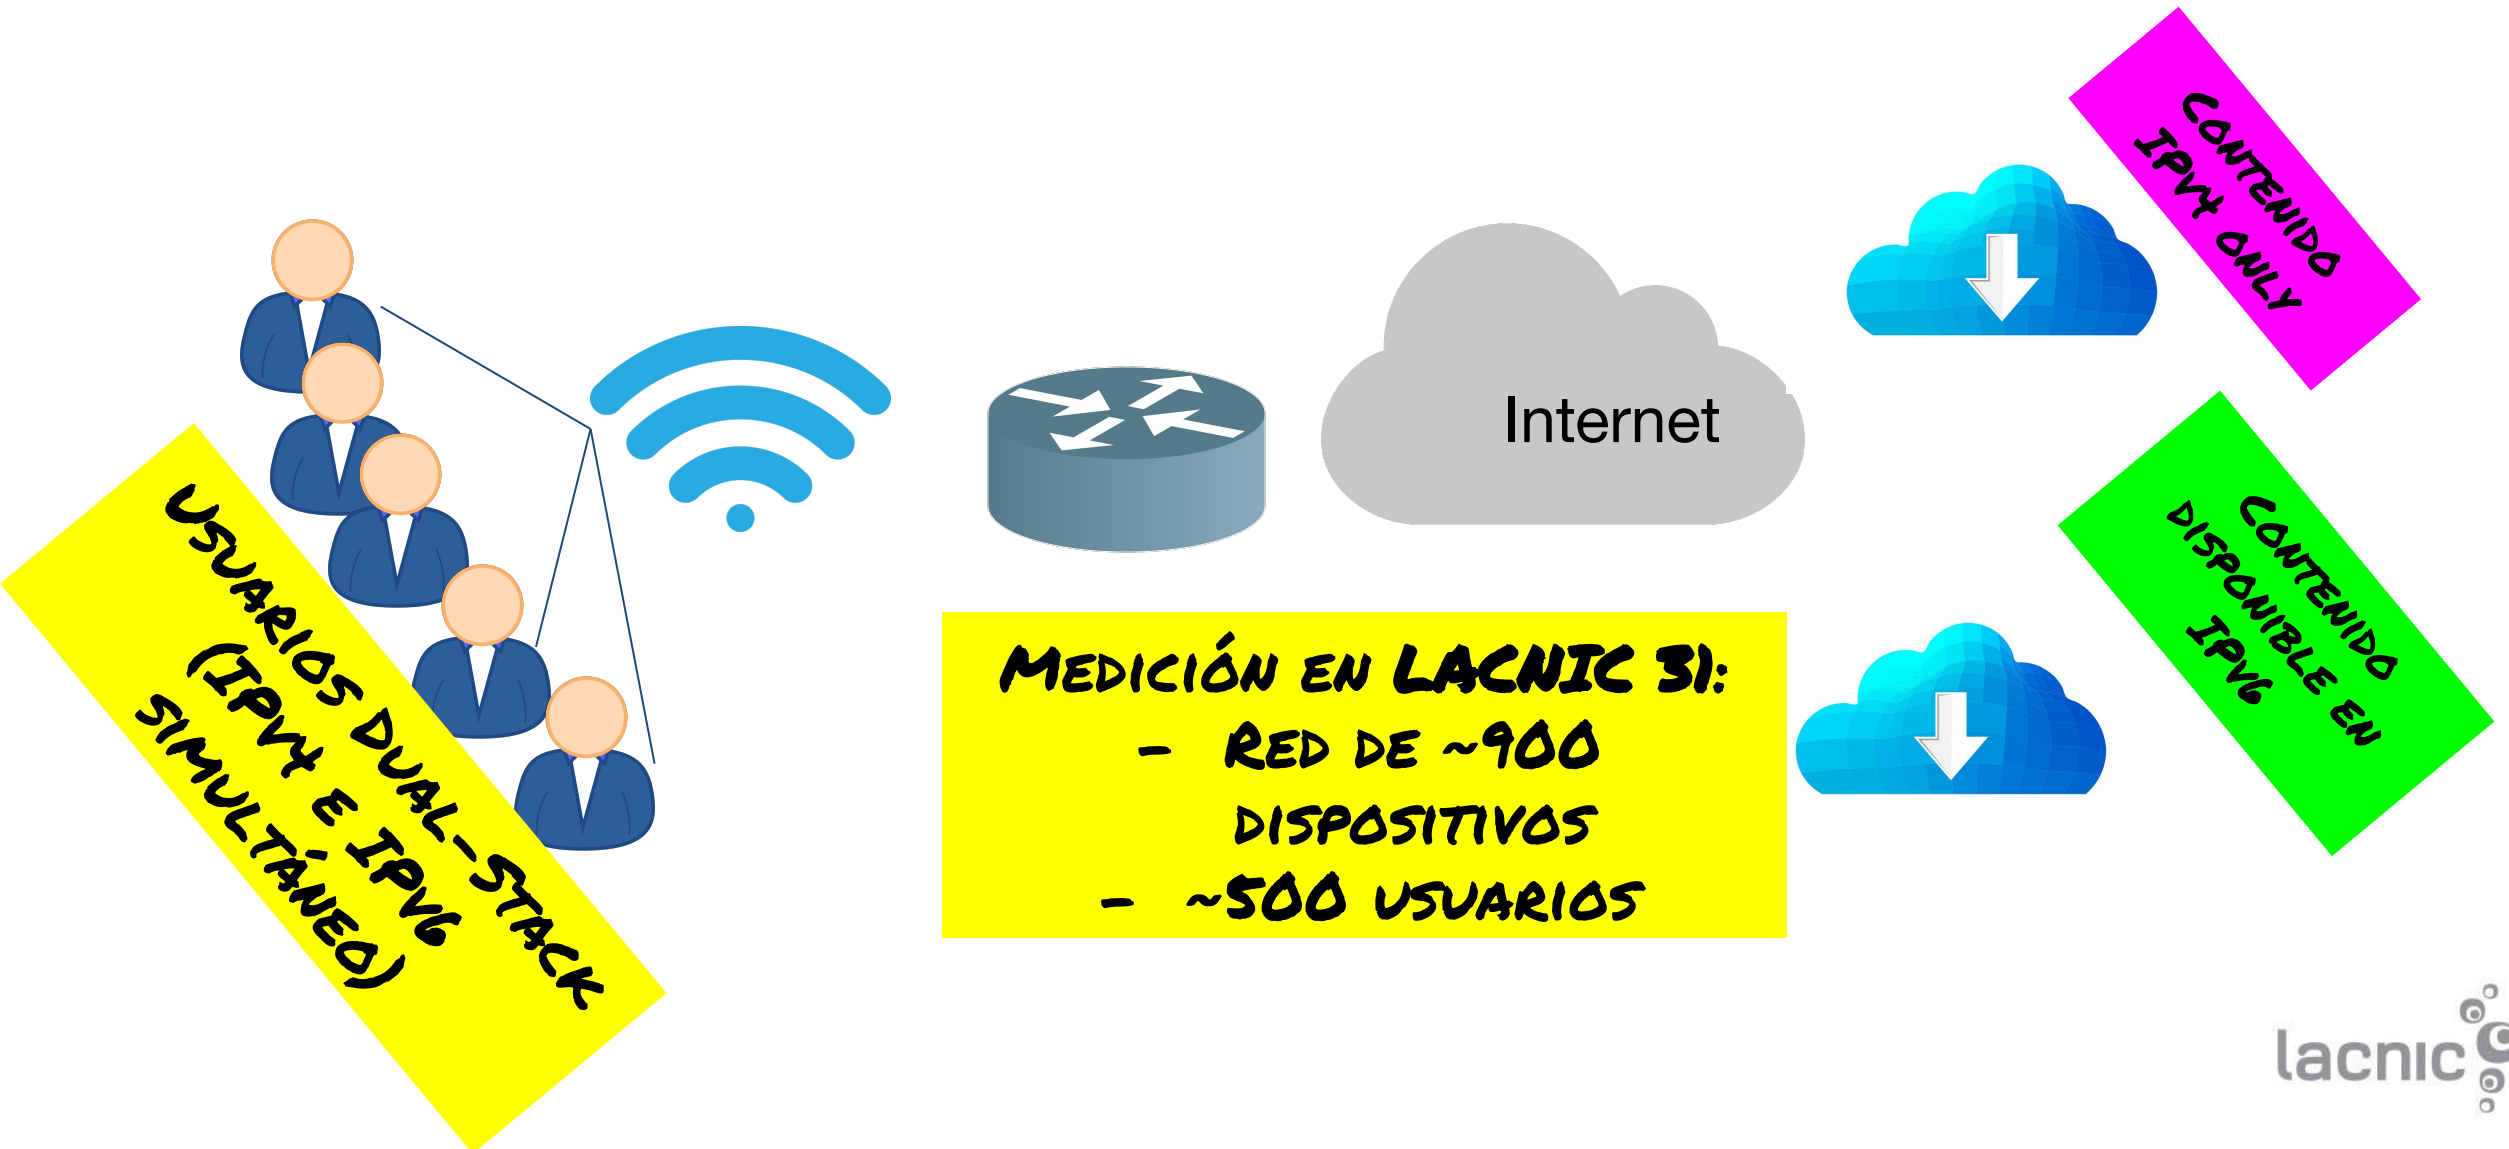 Usuarios Dual-Stack
(IPv4 e IPv6
simultáneo)
Internet
Medición en LACNIC 31:
- Red de ~900
dispositivos
- ~500 usuarios
Contenido
IPv4 only
Contenido
disponible en
IPv6
lacnic